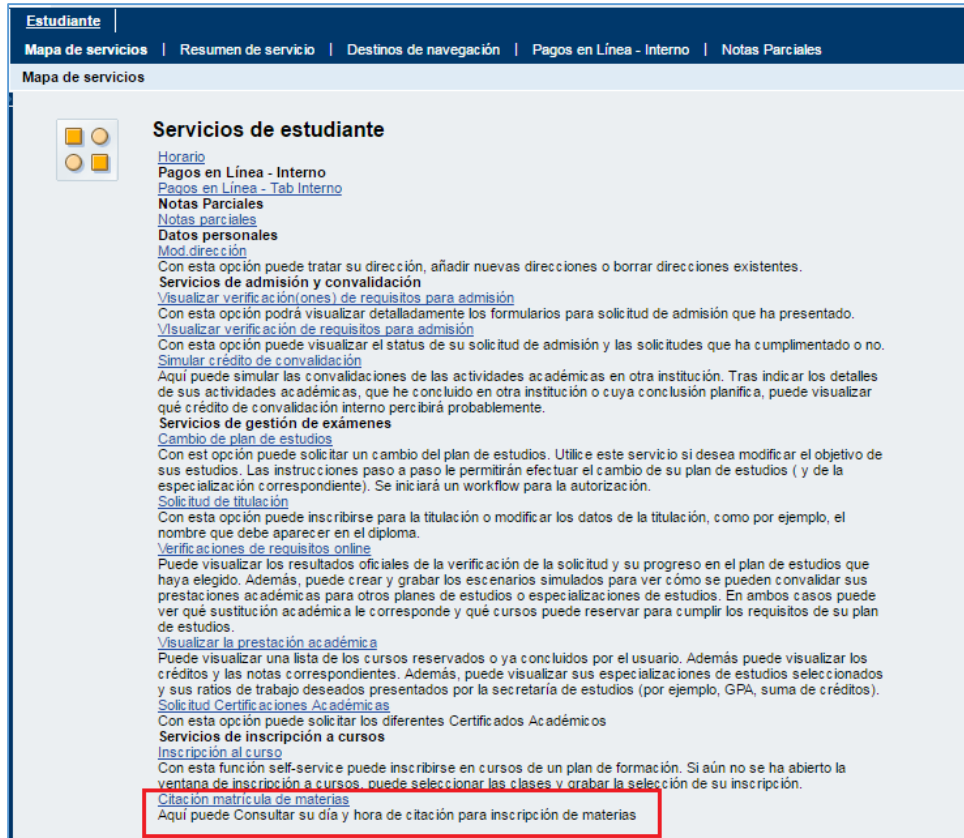 Estudiante
Mapa de servicios | Resumen de servicio | Destinos de navegación | Pagos en Línea - Interno | Notas Parciales
Mapa de servicios
Servicios de estudiante
Horario
Pagos en Línea - Interno
Pagos en Línea - Tab Interno
Notas Parciales
Notas parciales
Datos personales
Mod.dirección
Con esta opción puede tratar su dirección, añadir nuevas direcciones o borrar direcciones existentes.
Servicios de admisión y convalidación
Visualizar verificación(ones) de requisitos para admisión
Con esta opción podrá visualizar detalladamente los formularios para solicitud de admisión que ha presentado.
VIsualizar verificación de requisitos para admisión
Con esta opción puede visualizar el status de su solicitud de admisión y las solicitudes que ha cumplimentado o no.
Simular crédito de convalidación
Aquí puede simular las convalidaciones de las actividades académicas en otra institución. Tras indicar los detalles
de sus actividades académicas, que he concluido en otra institución o cuya conclusión planifica, puede visualizar
qué crédito de convalidación interno percibirá probablemente.
Servicios de gestión de exámenes
Cambio de plan de estudios
Con est opción puede solicitar un cambio del plan de estudios. Utilice este servicio si desea modificar el objetivo de
sus estudios. Las instrucciones paso a paso le permitirán efectuar el cambio de su plan de estudios ( y de la
especialización correspondiente). Se iniciará un workflow para la autorización.
Solicitud de titulación
Con esta opción puede inscribirse para la titulación o modificar los datos de la titulación, como por ejemplo, el
nombre que debe aparecer en el diploma.
Verificaciones de requisitos online
Puede visualizar los resultados oficiales de la verificación de la solicitud y su progreso en el plan de estudios que
haya elegido. Además, puede crear y grabar los escenarios simulados para ver cómo se pueden convalidar sus
prestaciones académicas para otros planes de estudios o especializaciones de estudios. En ambos casos puede
ver qué sustitución académica le corresponde y qué cursos puede reservar para cumplir los requisitos de su plan
de estudios.
Visualizar la prestación académica
Puede visualizar una lista de los cursos reservados o ya concluidos por el usuario. Además puede visualizar los
créditos y las notas correspondientes. Además, puede visualizar sus especializaciones de estudios seleccionados
y sus ratios de trabajo deseados presentados por la secretaría de estudios (por ejemplo, GPA, suma de créditos).
Solicitud Certificaciones Académicas
Con esta opción puede solicitar los diferentes Certificados Académicos
Servicios de inscripción a cursos
Inscripción al curso
Con esta función self-service puede inscribirse en cursos de un plan de formación. Si aún no se ha abierto la
ventana de inscripción a cursos, puede seleccionar las clases y grabar la selección de su inscripción.
Citación matrícula de materias
Aquí puede Consultar su día y hora de citación para inscripción de materias